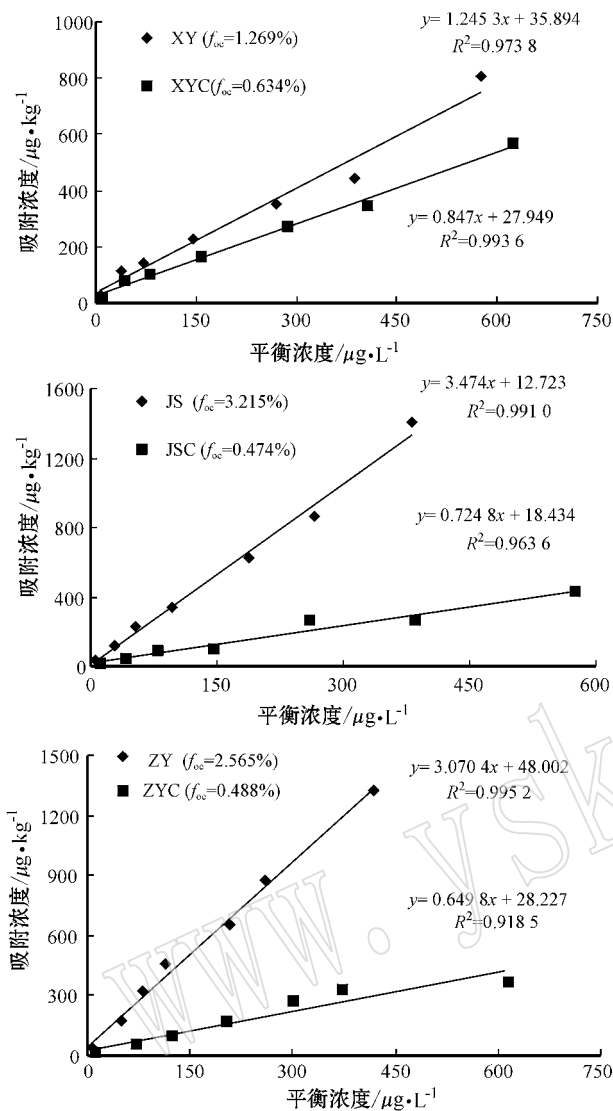 1000
800
600
400
200
0
吸附浓度/μg•kg⁻¹
XY (fₒc=1.269%)
XYC(fₒc=0.634%)
y= 1.245 3x + 35.894
R²=0.973 8
y= 0.847x + 27.949
R²=0.993 6
0 150 300 450 600 750
平衡浓度/μg•L⁻¹
1600
1200
800
400
0
吸附浓度/μg•kg⁻¹
JS (fₒc=3.215%)
JSC (fₒc=0.474%)
y= 3.474x + 12.723
R²=0.991 0
y= 0.724 8x + 18.434
R²=0.963 6
0 150 300 450 600
平衡浓度/μg•L⁻¹
1500
1200
900
600
300
0
吸附浓度/μg•kg⁻¹
ZY (fₒc=2.565%)
ZYC (fₒc=0.488%)
y= 3.070 4x + 48.002
R²=0.995 2
y= 0.649 8x + 28.227
R²=0.918 5
0 150 300 450 600 750
平衡浓度/μg•L⁻¹
www.ysk